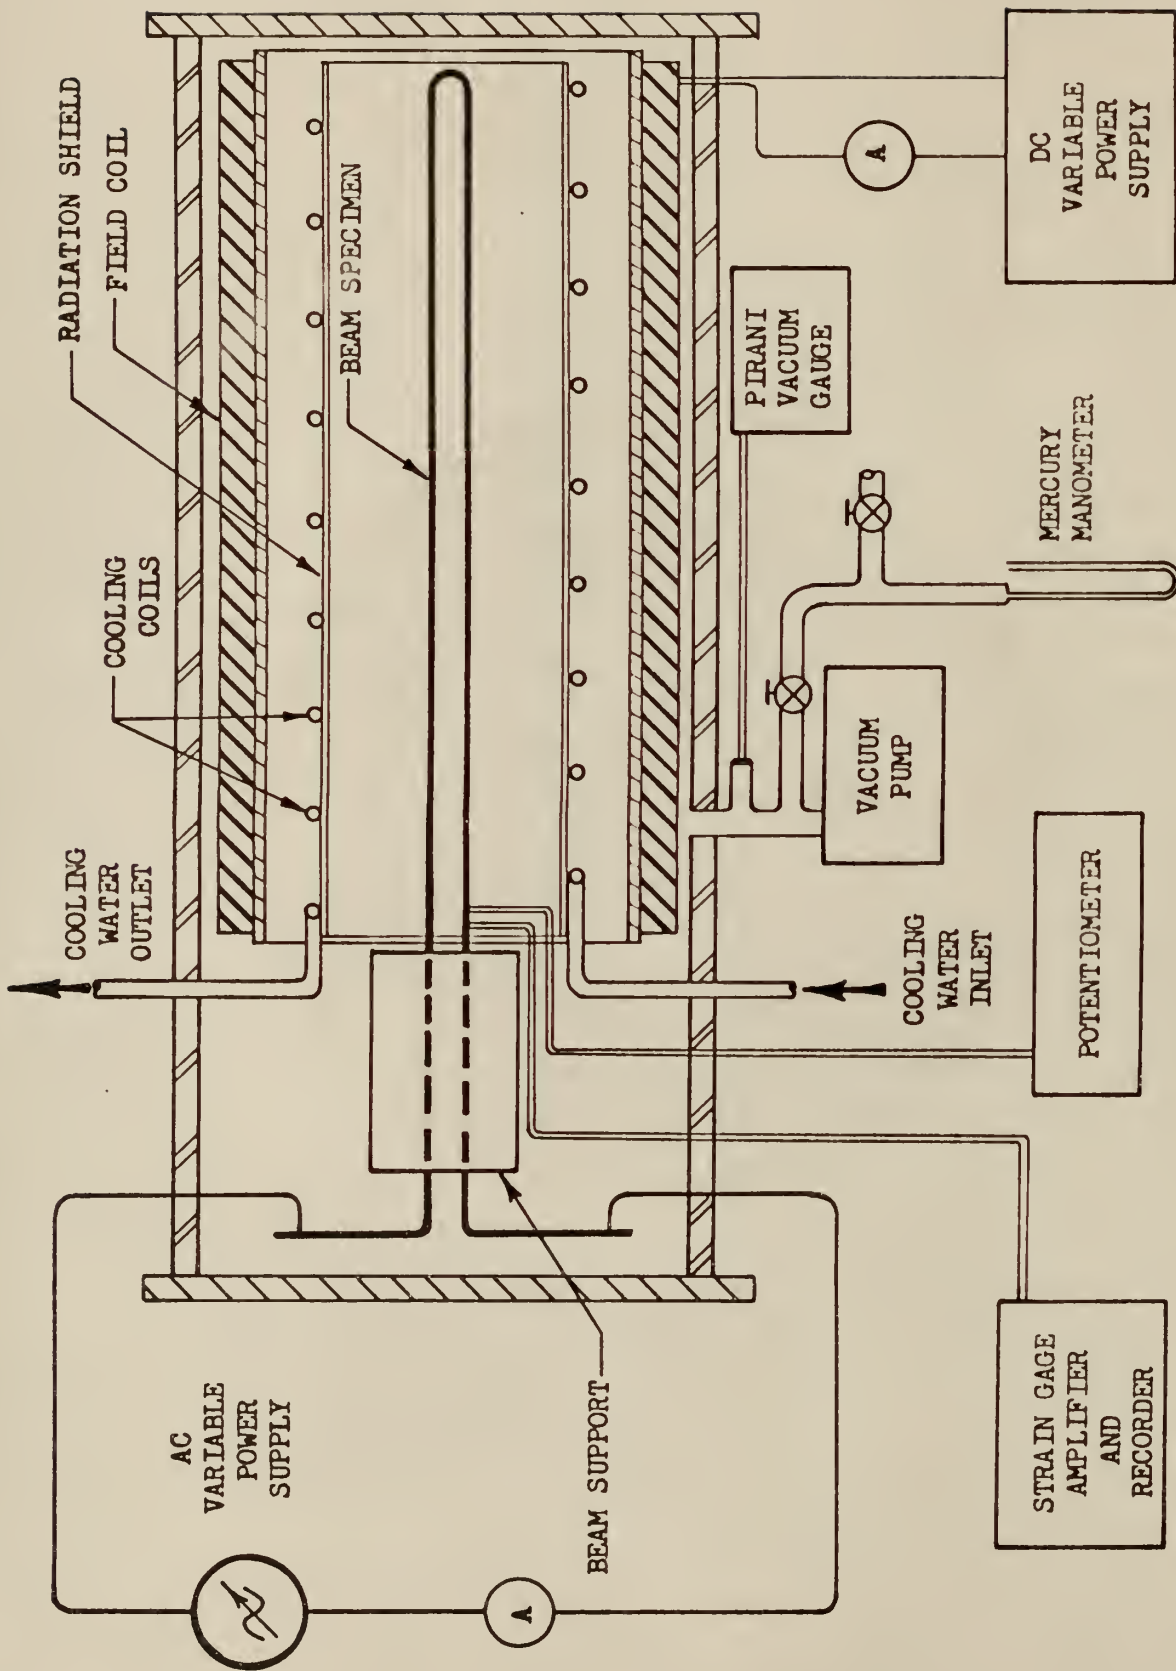 RADIATION SHIELD
FIELD COIL
COOLING
COILS
COOLING
WATER
OUTLET
BEAM SPECIMEN
AC
VARIABLE
POWER
SUPPLY
A
BEAM SUPPORT
COOLING
WATER
INLET
PIRANI
VACUUM
GAUGE
VACUUM
PUMP
MERCURY
MANOMETER
A
DC
VARIABLE
POWER
SUPPLY
POTENTIOMETER
STRAIN GAGE
AMPLIFIER
AND
RECORDER